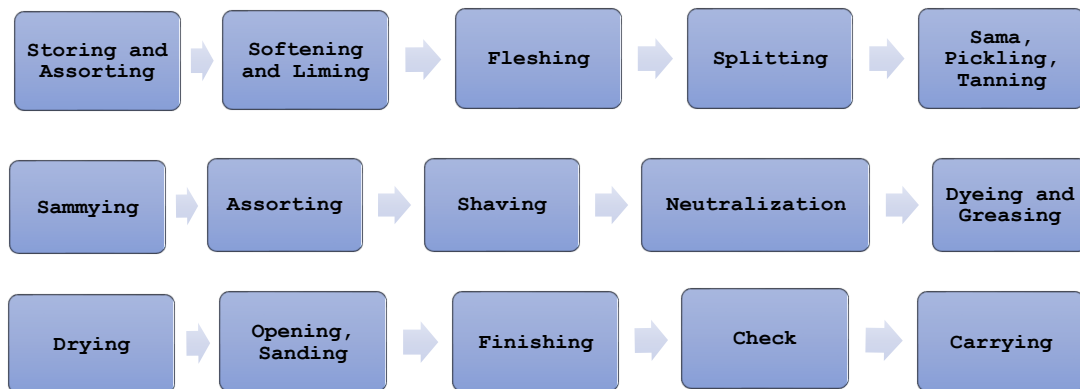 Storing and
Assorting
Softening
and Liming
Fleshing
Splitting
Sama,
Pickling,
Tanning
Sammying
Assorting
Shaving
Neutralization
Dyeing and
Greasing
Drying
Opening,
Sanding
Finishing
Check
Carrying